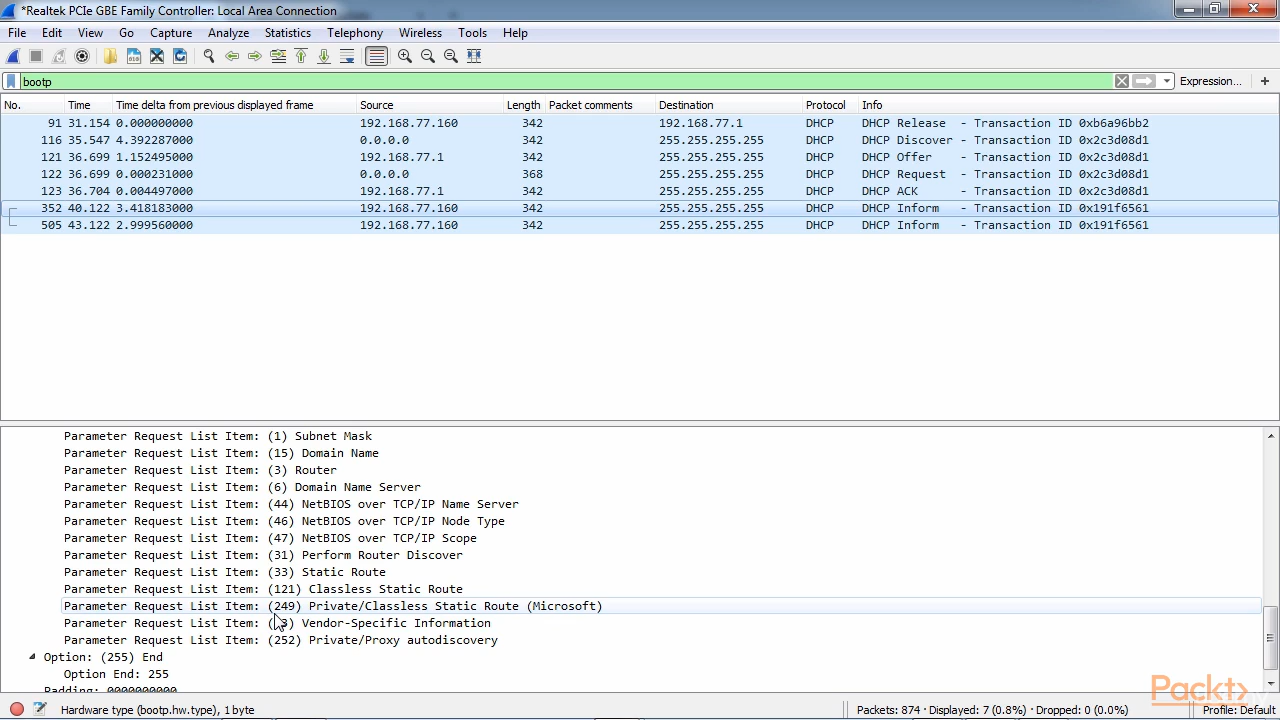 *Realtek PCIe GBE Family Controller: Local Area Connection
File Edit View Go Capture Analyze Statistics Telephony Wireless Tools Help
bootp Expression… +
No. Time Time delta from previous displayed frame Source Length Packet comments Destination Protocol Info
91 31.154 0.000000000 192.168.77.160 342 192.168.77.1 DHCP DHCP Release - Transaction ID 0xb6a96bb2
116 35.547 4.392287000 0.0.0.0 342 255.255.255.255 DHCP DHCP Discover - Transaction ID 0x2c3d08d1
121 36.699 1.152495000 192.168.77.1 342 255.255.255.255 DHCP DHCP Offer - Transaction ID 0x2c3d08d1
122 36.699 0.000231000 0.0.0.0 368 255.255.255.255 DHCP DHCP Request - Transaction ID 0x2c3d08d1
123 36.704 0.004497000 192.168.77.1 342 255.255.255.255 DHCP DHCP ACK - Transaction ID 0x2c3d08d1
352 40.122 3.418183000 192.168.77.160 342 255.255.255.255 DHCP DHCP Inform - Transaction ID 0x191f6561
505 43.122 2.999560000 192.168.77.160 342 255.255.255.255 DHCP DHCP Inform - Transaction ID 0x191f6561
Parameter Request List Item: (1) Subnet Mask
Parameter Request List Item: (15) Domain Name
Parameter Request List Item: (3) Router
Parameter Request List Item: (6) Domain Name Server
Parameter Request List Item: (44) NetBIOS over TCP/IP Name Server
Parameter Request List Item: (46) NetBIOS over TCP/IP Node Type
Parameter Request List Item: (47) NetBIOS over TCP/IP Scope
Parameter Request List Item: (31) Perform Router Discover
Parameter Request List Item: (33) Static Route
Parameter Request List Item: (121) Classless Static Route
Parameter Request List Item: (249) Private/Classless Static Route (Microsoft)
Parameter Request List Item: Vendor-Specific Information
Parameter Request List Item: (252) Private/Proxy autodiscovery
Option: (255) End
Option End: 255
Padding: 0000000000
Packt
Hardware type (bootp.hw.type), 1 byte Packets: 874 · Displayed: 7 (0.8%) · Dropped: 0 (0.0%) Profile: Default